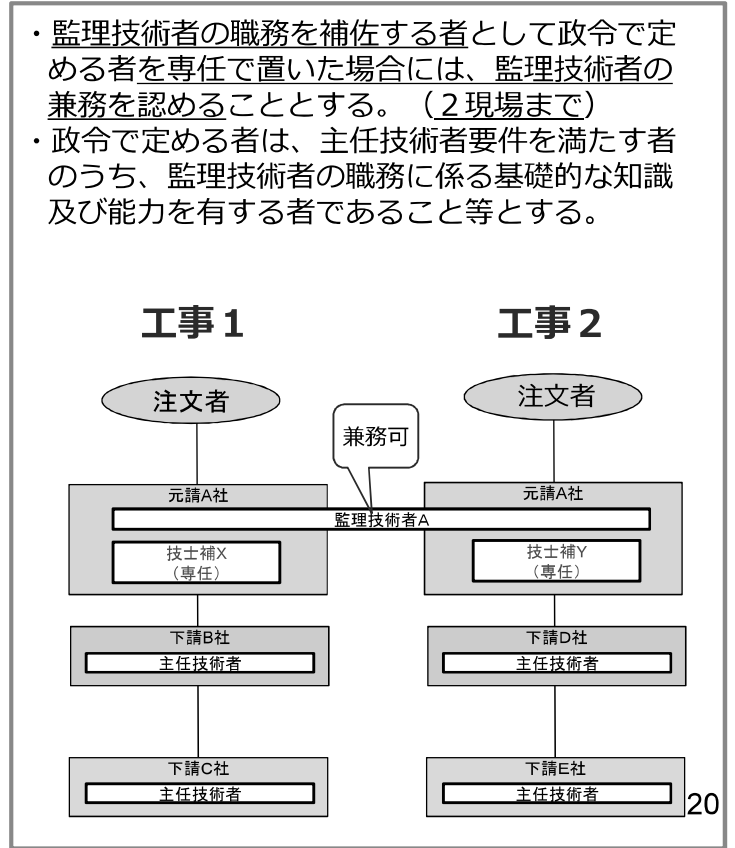 ・監理技術者の職務を補佐する者として政令で定
める者を専任で置いた場合には、監理技術者の
兼務を認めることとする。（２現場まで）
・政令で定める者は、主任技術者要件を満たす者
のうち、監理技術者の職務に係る基礎的な知識
及び能力を有する者であること等とする。
工事１
工事２
注文者
注文者
兼務可
元請A社
元請A社
監理技術者A
技士補X
（専任）
技士補Y
（専任）
下請B社
主任技術者
下請D社
主任技術者
下請C社
主任技術者
下請E社
主任技術者
20